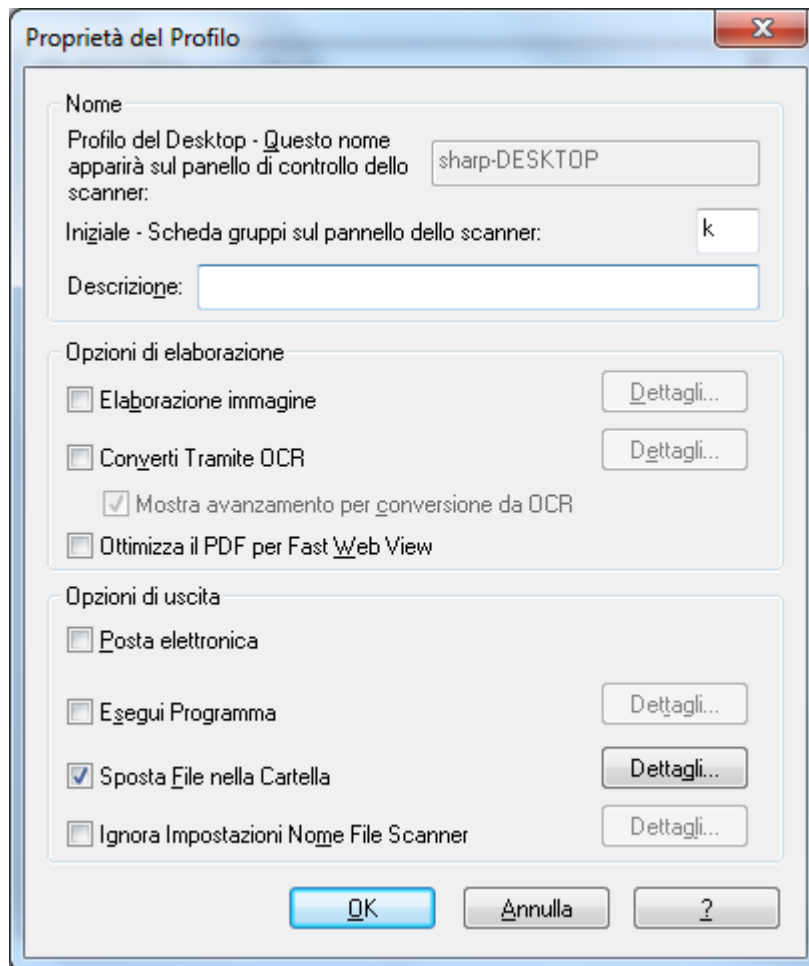 Proprietà del Profilo
Nome
Profilo del Desktop - Questo nome
apparirà sul panello di controllo dello
scanner:
sharp-DESKTOP
Iniziale - Scheda gruppi sul pannello dello scanner:
k
Descrizione:
Opzioni di elaborazione
Elaborazione immagine
Dettagli...
Converti Tramite OCR
Dettagli...
Mostra avanzamento per conversione da OCR
Ottimizza il PDF per Fast Web View
Opzioni di uscita
Posta elettronica
Esegui Programma
Dettagli...
Sposta File nella Cartella
Dettagli...
Ignora Impostazioni Nome File Scanner
Dettagli...
OK
Annulla
?